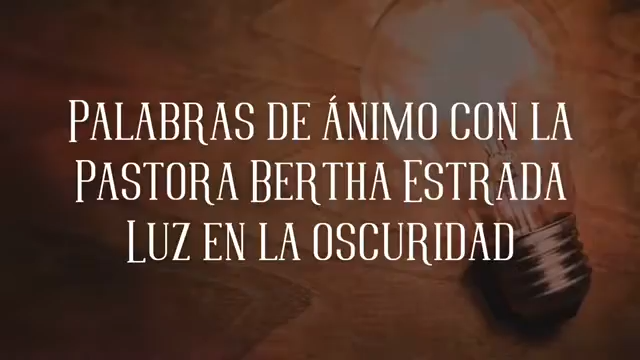 Palabras de ánimo con la
Pastora Bertha Estrada
Luz en la oscuridad